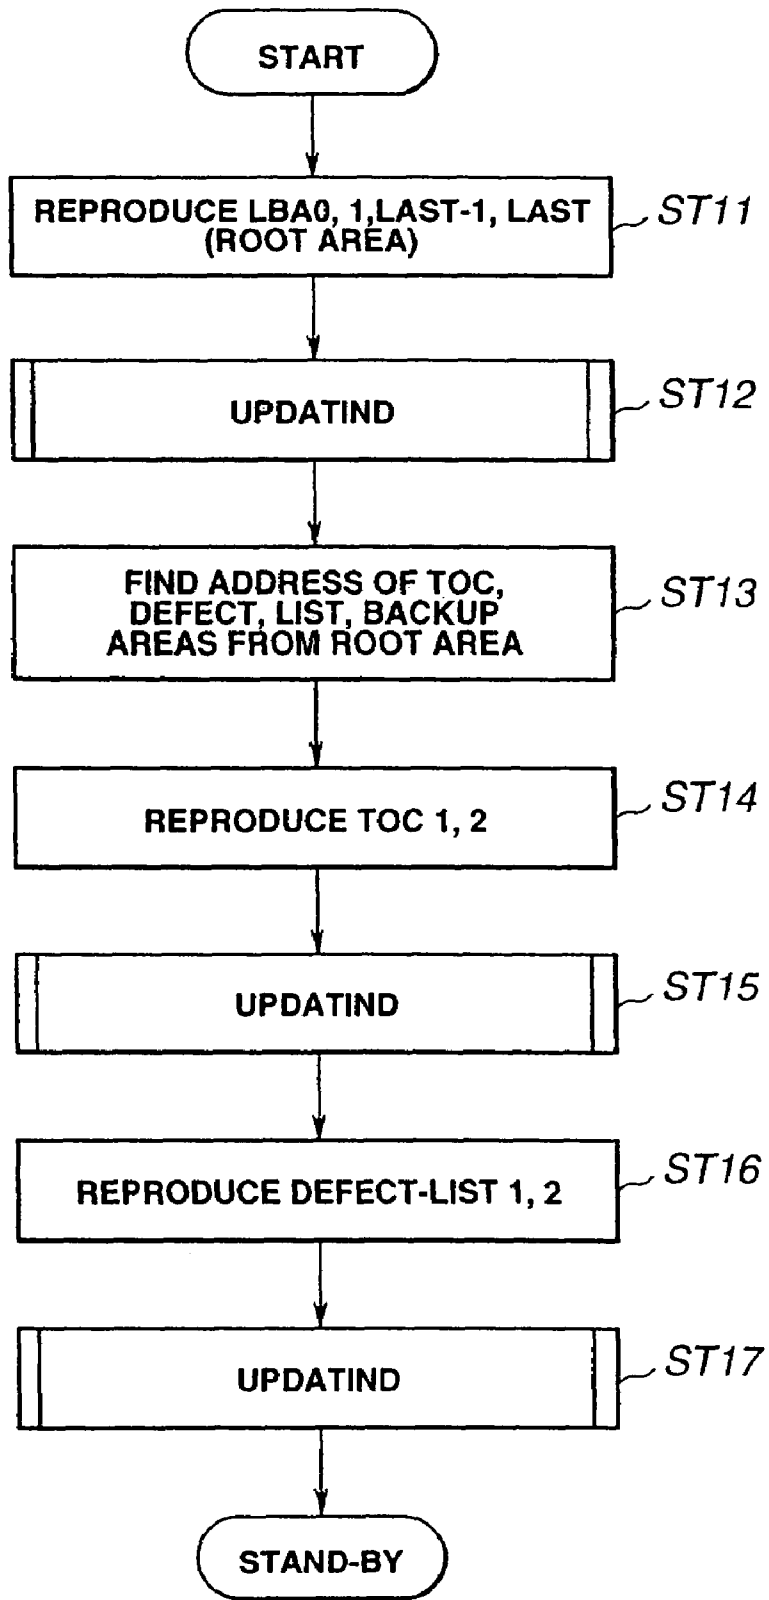 START
REPRODUCE LBA0, 1,LAST-1, LAST
(ROOT AREA)
ST11
UPDATIND
ST12
FIND ADDRESS OF TOC,
DEFECT, LIST, BACKUP
AREAS FROM ROOT AREA
ST13
REPRODUCE TOC 1, 2
ST14
UPDATIND
ST15
REPRODUCE DEFECT-LIST 1, 2
ST16
UPDATIND
ST17
STAND-BY